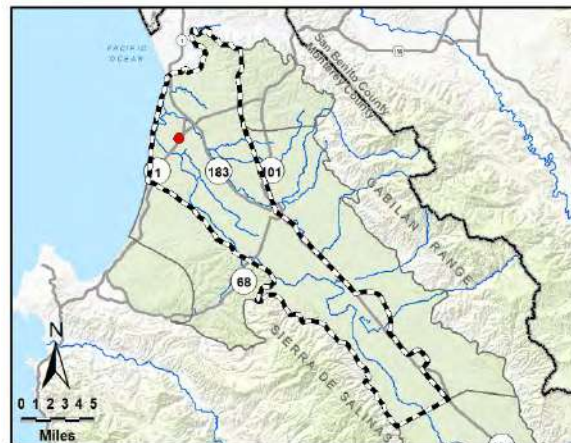 1
PACIFIC
OCEAN
San Benito County
Monterey County
1
183
101
GABILAN RANGE
68
SIERRA DE SALINAS
N
0 1 2 3 4 5
Miles